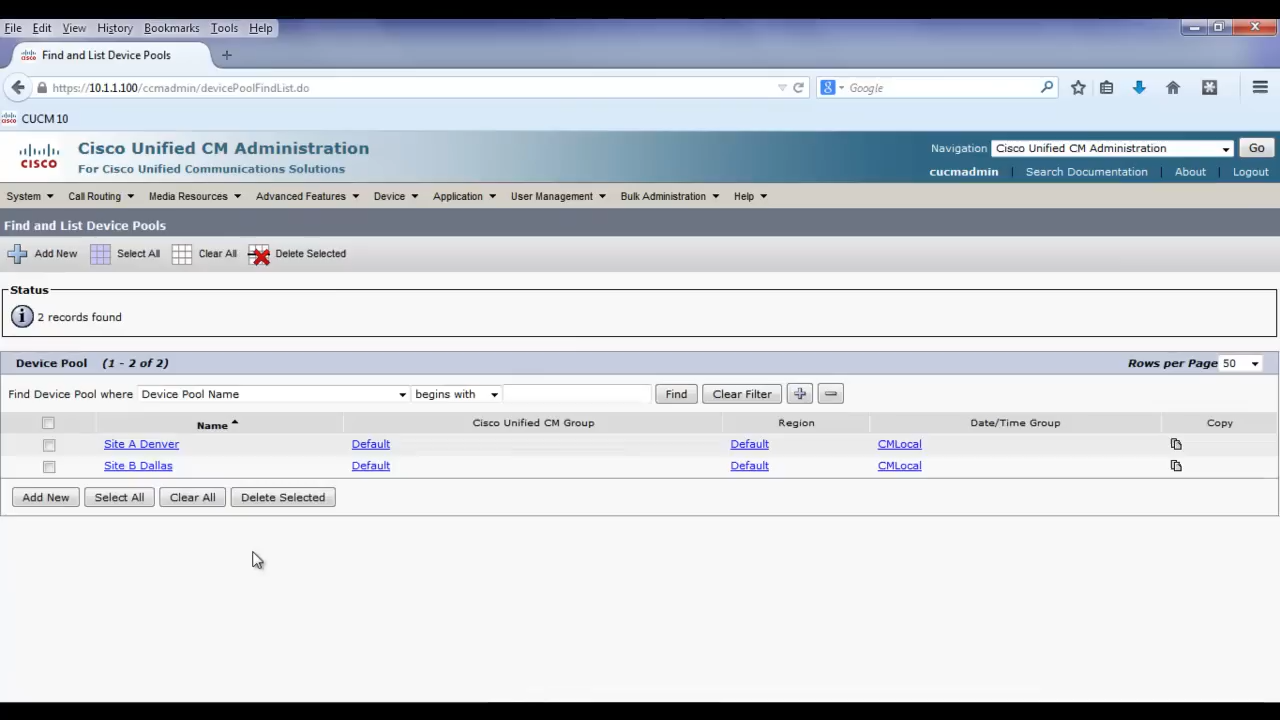 File Edit View History Bookmarks Tools Help
Find and List Device Pools
https://10.1.1.100/ccmadmin/devicePoolFindList.do Google
CUCM 10
Cisco Unified CM Administration
For Cisco Unified Communications Solutions
CISCO
Navigation Cisco Unified CM Administration Go
cucmadmin | Search Documentation | About | Logout
System Call Routing Media Resources Advanced Features Device Application User Management Bulk Administration Help
Find and List Device Pools
Add New Select All Clear All Delete Selected
Status
2 records found
Device Pool (1 - 2 of 2) Rows per Page 50
Find Device Pool where Device Pool Name begins with Find Clear Filter
Name Cisco Unified CM Group Region Date/Time Group Copy
Site A Denver Default Default CMLocal
Site B Dallas Default Default CMLocal
Add New Select All Clear All Delete Selected